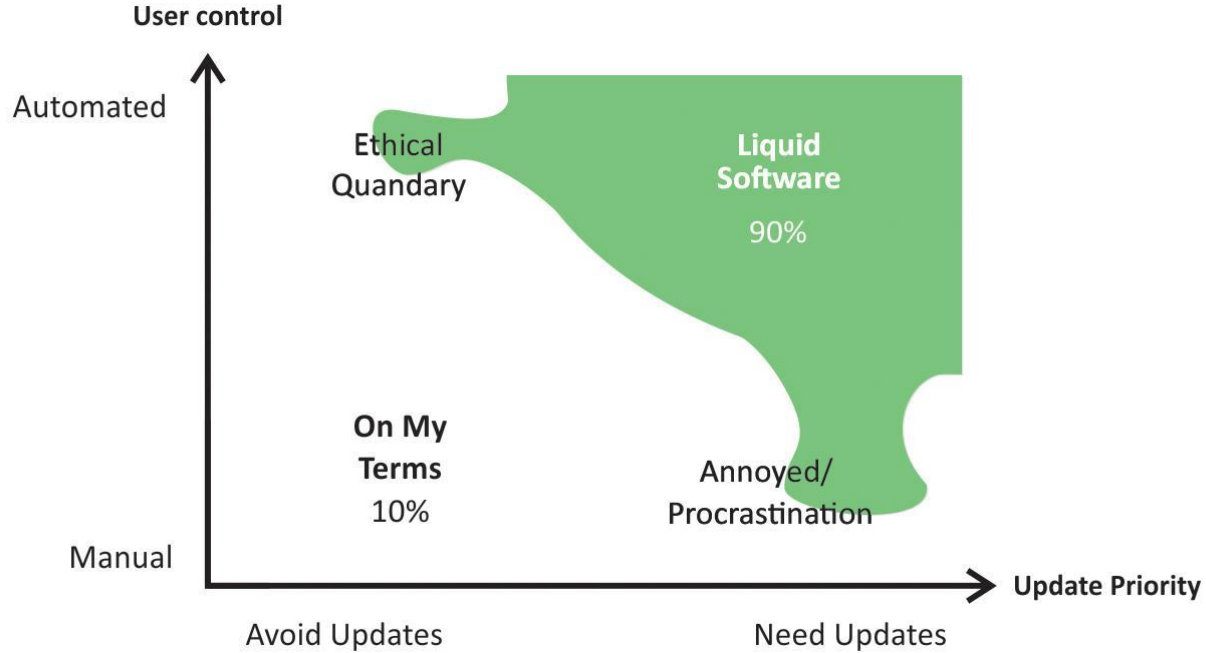 User control
Automated
Ethical
Quandary
Liquid
Software
90%
On My
Terms
10%
Annoyed/
Procrastination
Manual
Update Priority
Avoid Updates
Need Updates